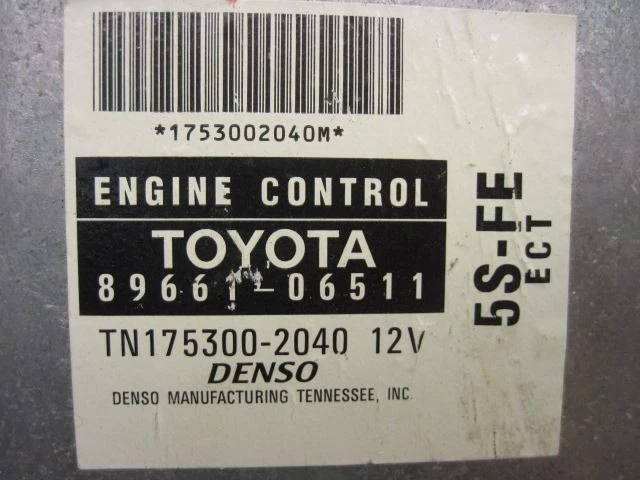 *1753002040M*
ENGINE CONTROL
TOYOTA
89661-06511
TN175300-2040 12V
DENSO
DENSO MANUFACTURING TENNESSEE, INC.
5S-FE
ECT